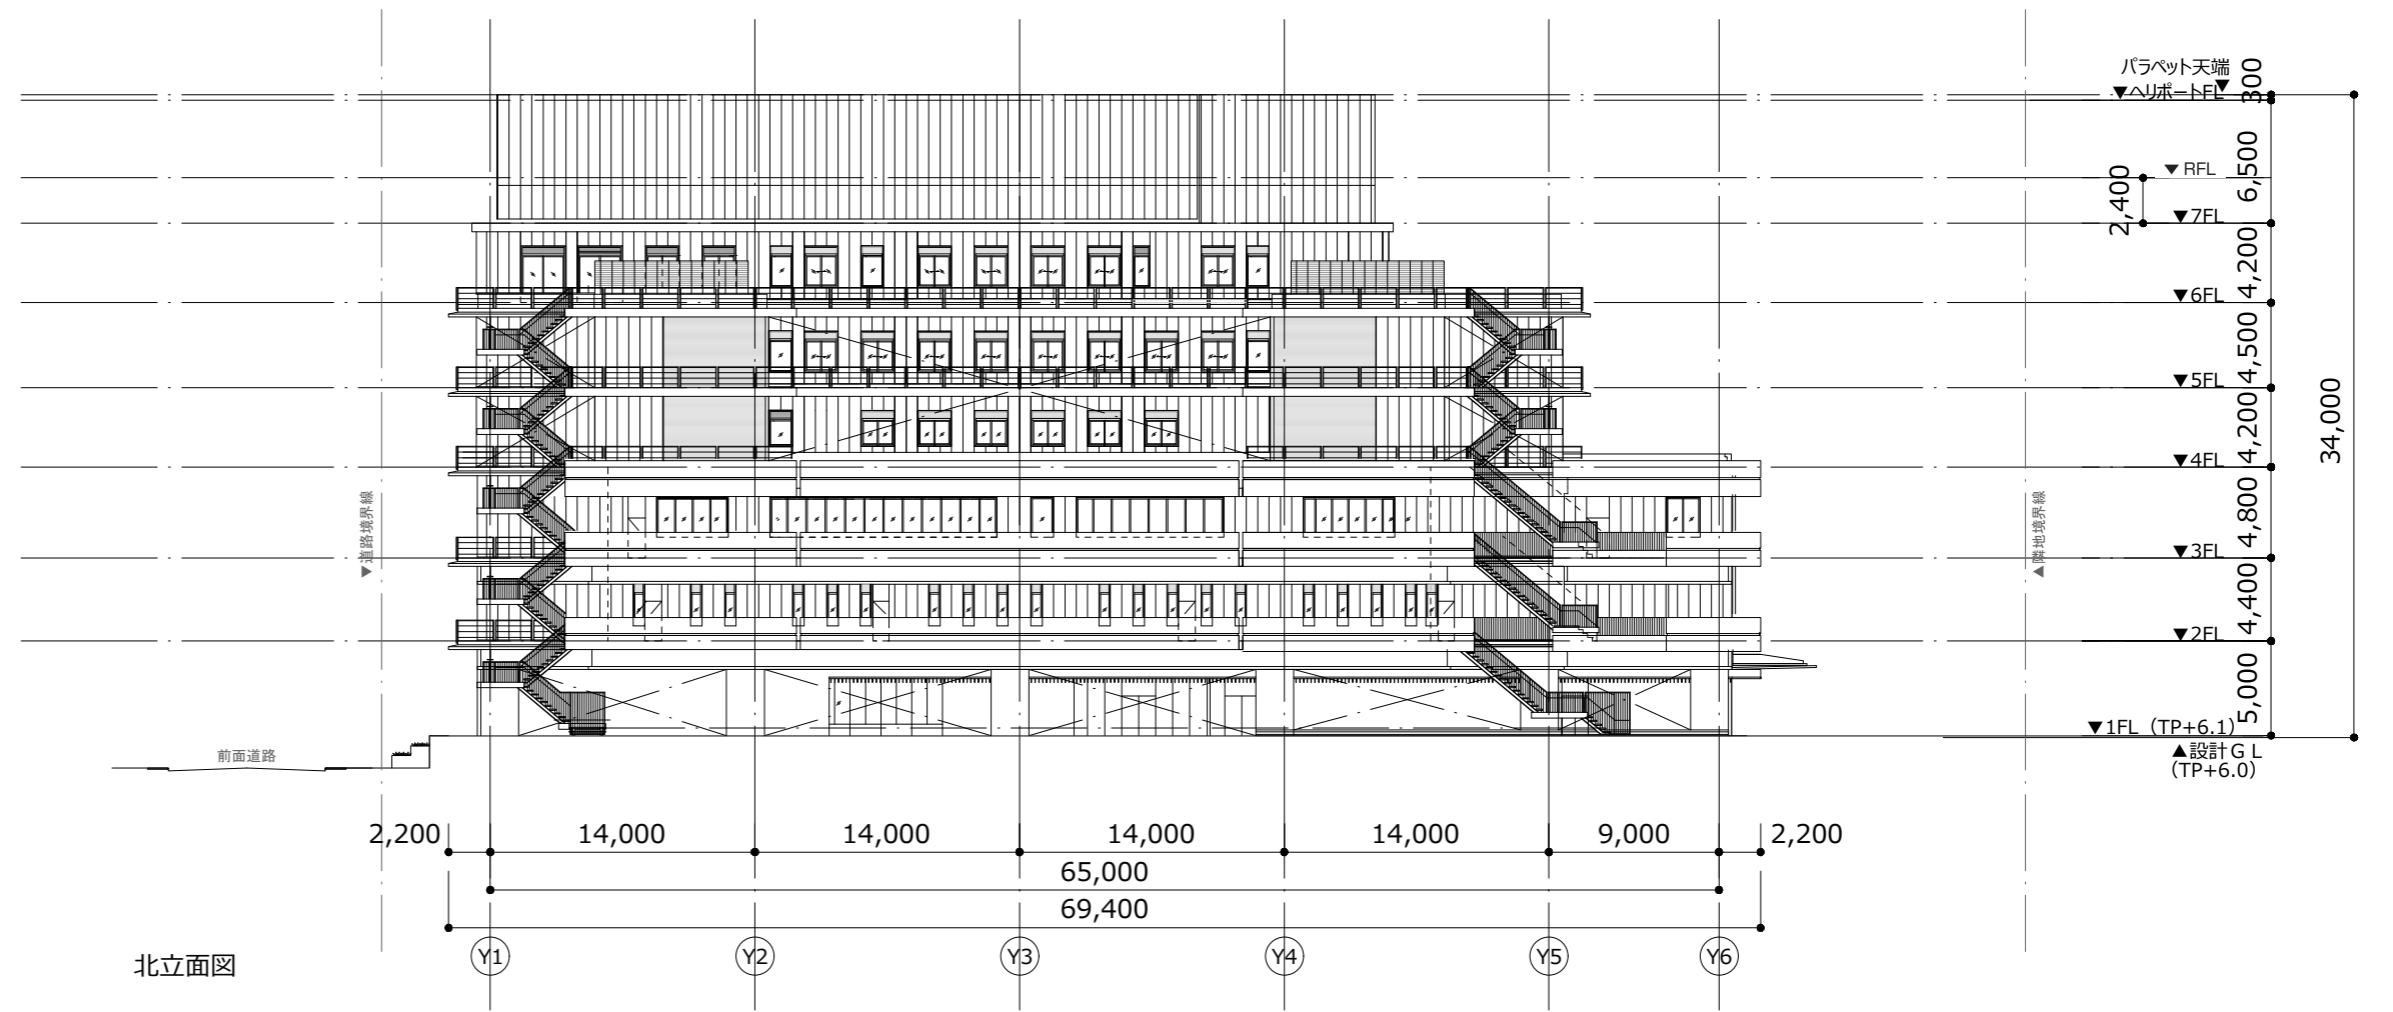 パラペット天端
▼
▼ヘリポートFL
300
6,500
▼ RFL
2,400
▼7FL
4,200
▼6FL
4,500
▼5FL
4,200
▼4FL
4,800
▼3FL
4,400
▼2FL
5,000
▼1FL（TP+6.1）
▲設計ＧＬ
（TP+6.0）
34,000
▼道路境界線
▲隣地境界線
前面道路
2,200 14,000 14,000 14,000 14,000 9,000 2,200
65,000
69,400
Y1 Y2 Y3 Y4 Y5 Y6
北立面図